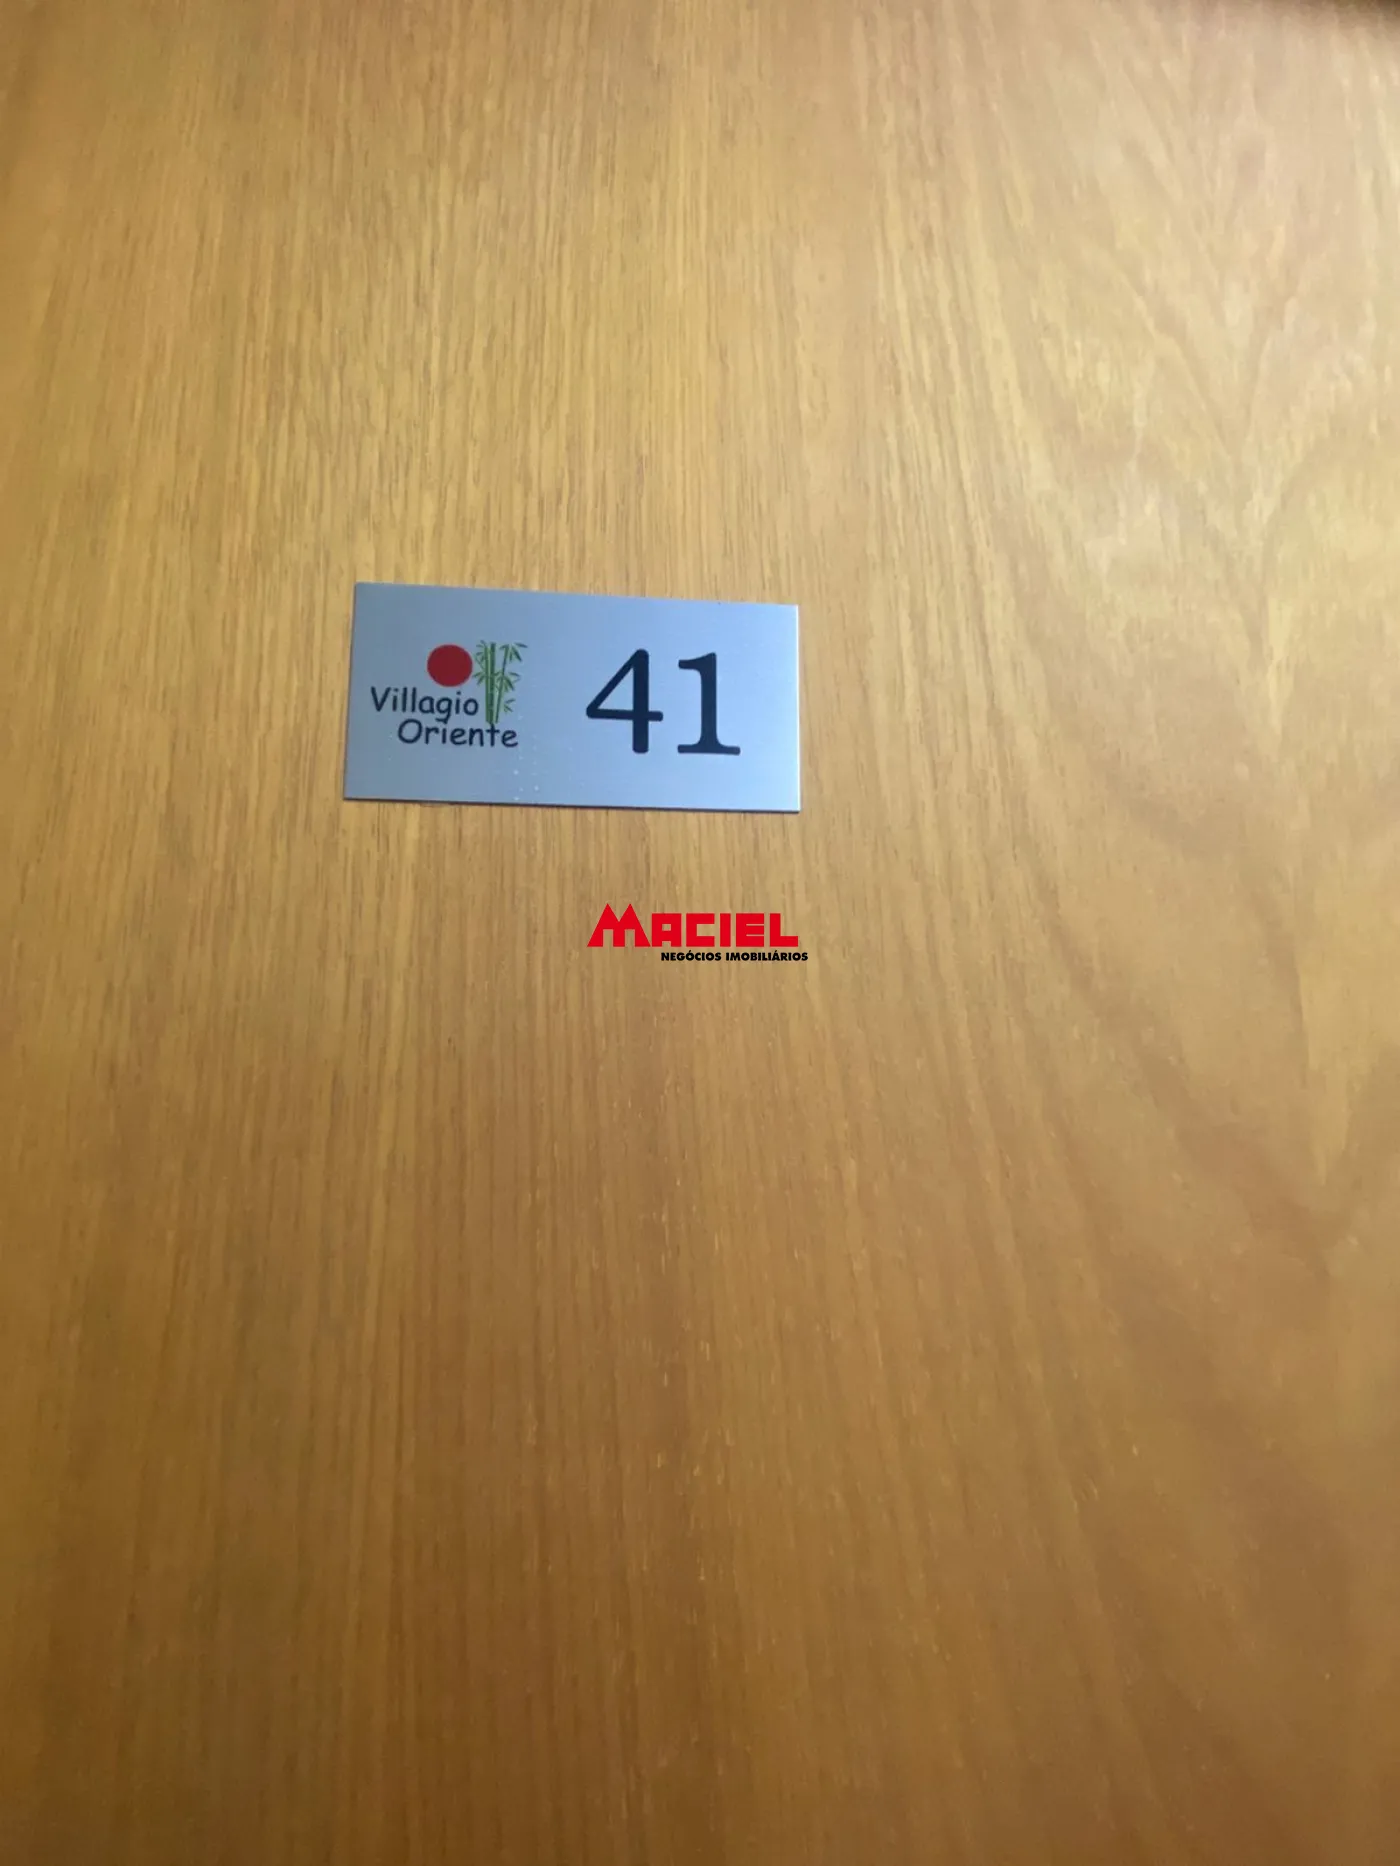 Villagio
Oriente
41
MACIEL
NEGÓCIOS IMOBILIÁRIOS